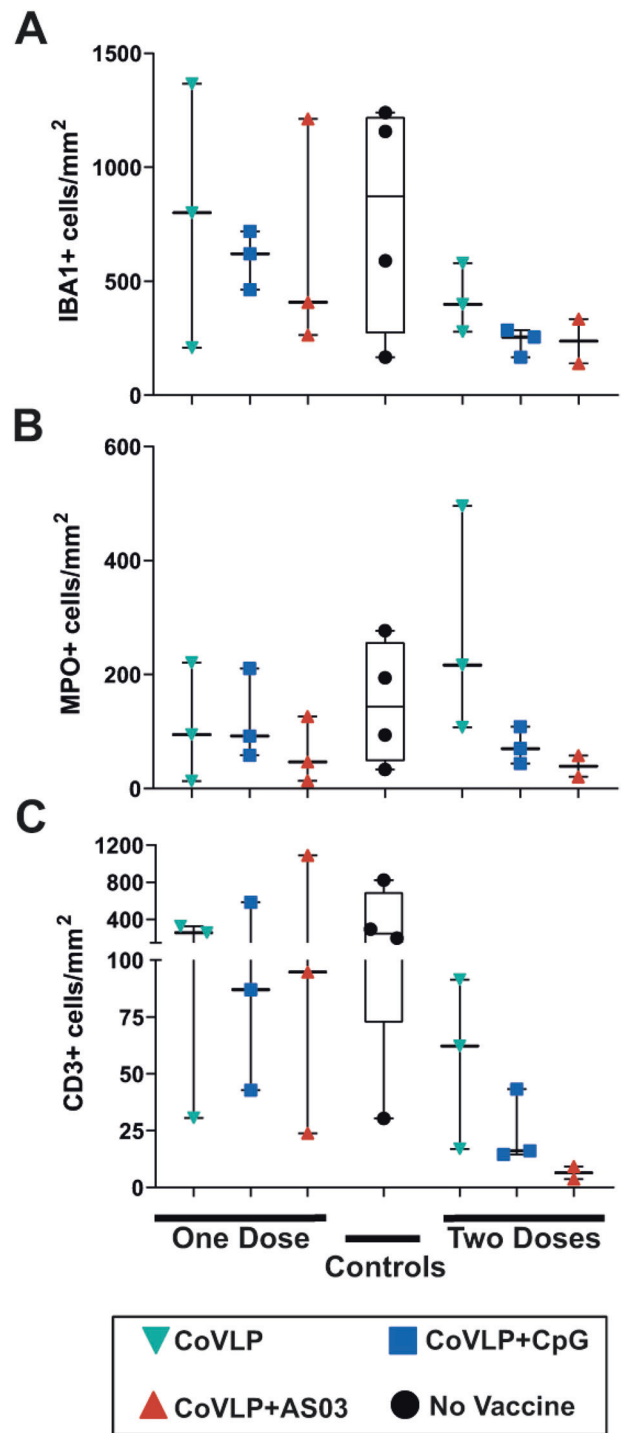 A
IBA1+ cells/mm²
1500
1000
500
0
B
MPO+ cells/mm²
600
400
200
0
C
CD3+ cells/mm²
1200
800
400
100
75
50
25
0
One Dose
Controls
Two Doses
CoVLP
CoVLP+CpG
CoVLP+AS03
No Vaccine